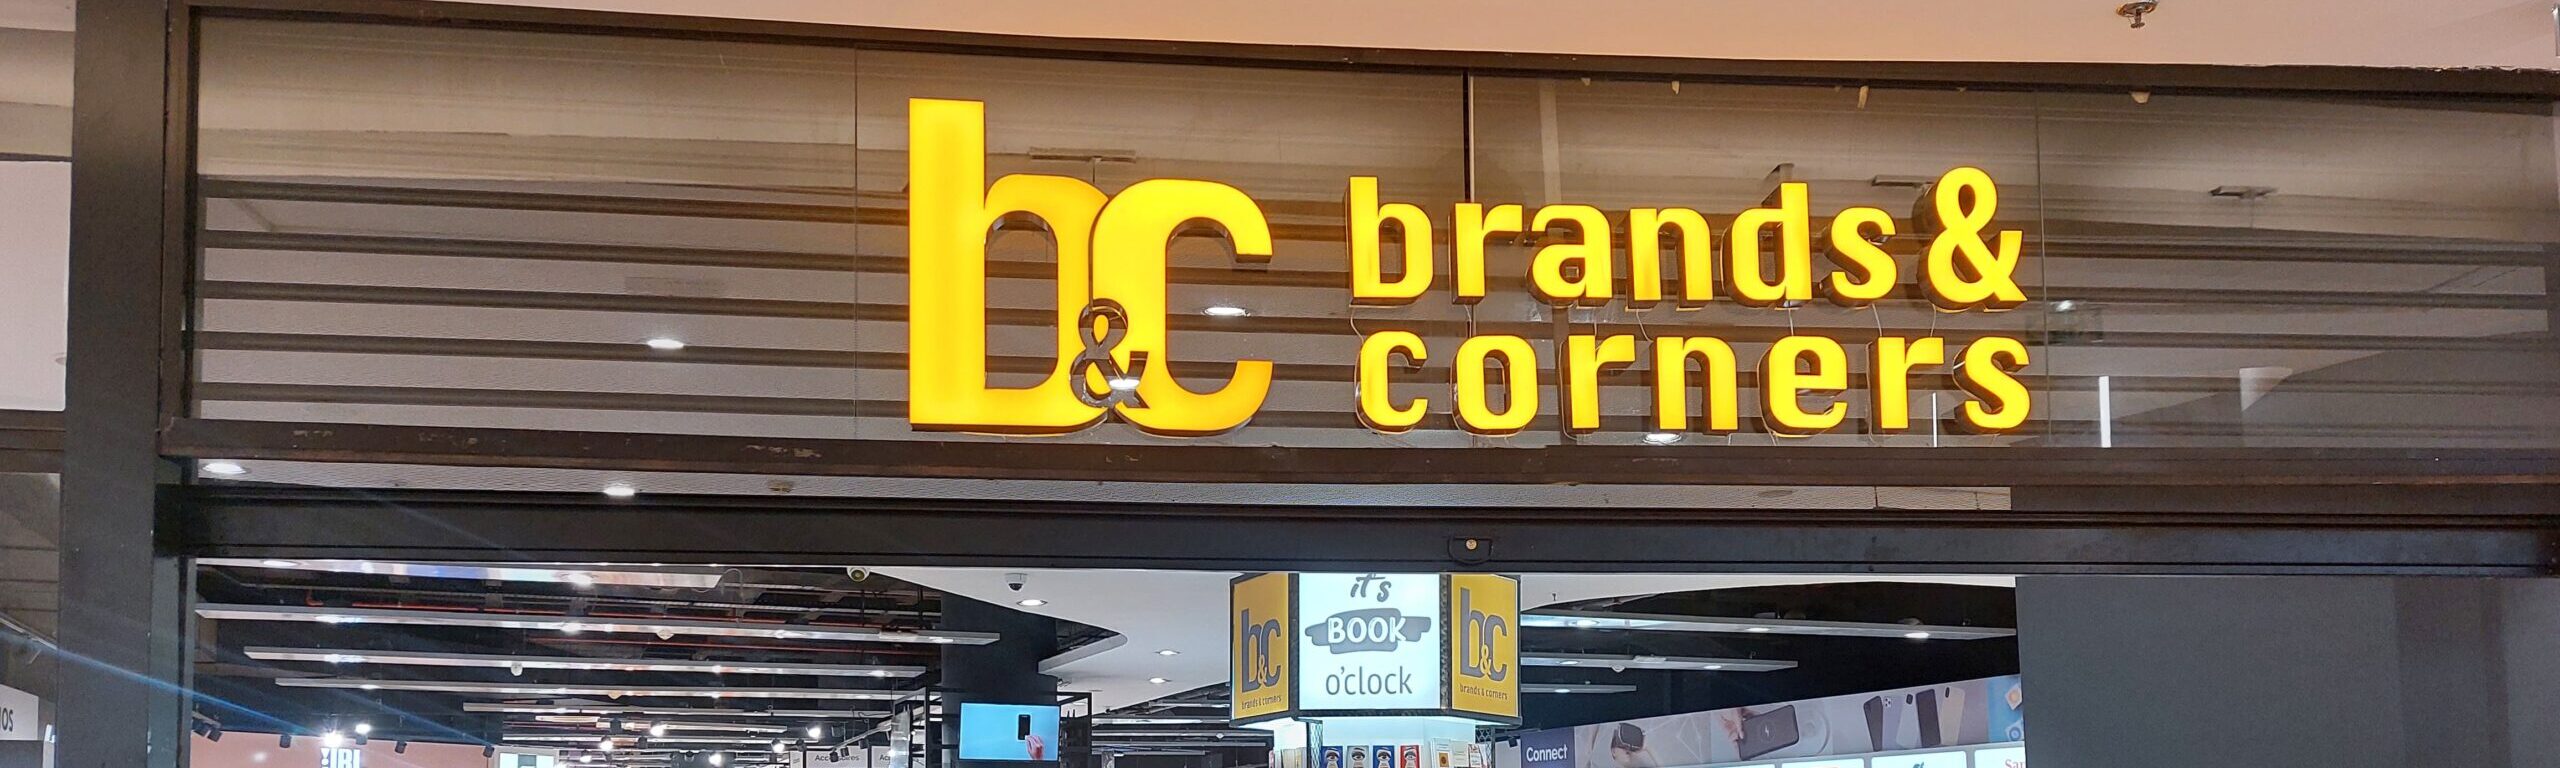 b&c
brands &
corners
it's
BOOK
o'clock
b&c
brands & corners
b&c
brands & corners
Connect